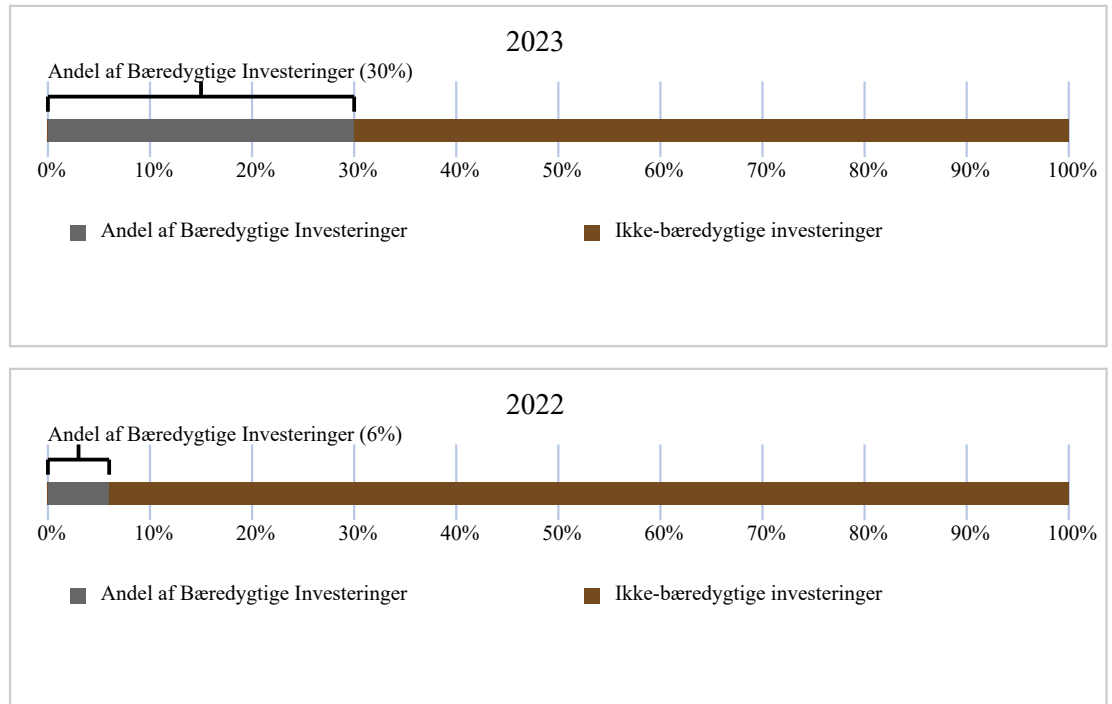 2023
Andel af Bæredygtige Investeringer (30%)
0% 10% 20% 30% 40% 50% 60% 70% 80% 90% 100%
Andel af Bæredygtige Investeringer Ikke-bæredygtige investeringer
2022
Andel af Bæredygtige Investeringer (6%)
0% 10% 20% 30% 40% 50% 60% 70% 80% 90% 100%
Andel af Bæredygtige Investeringer Ikke-bæredygtige investeringer